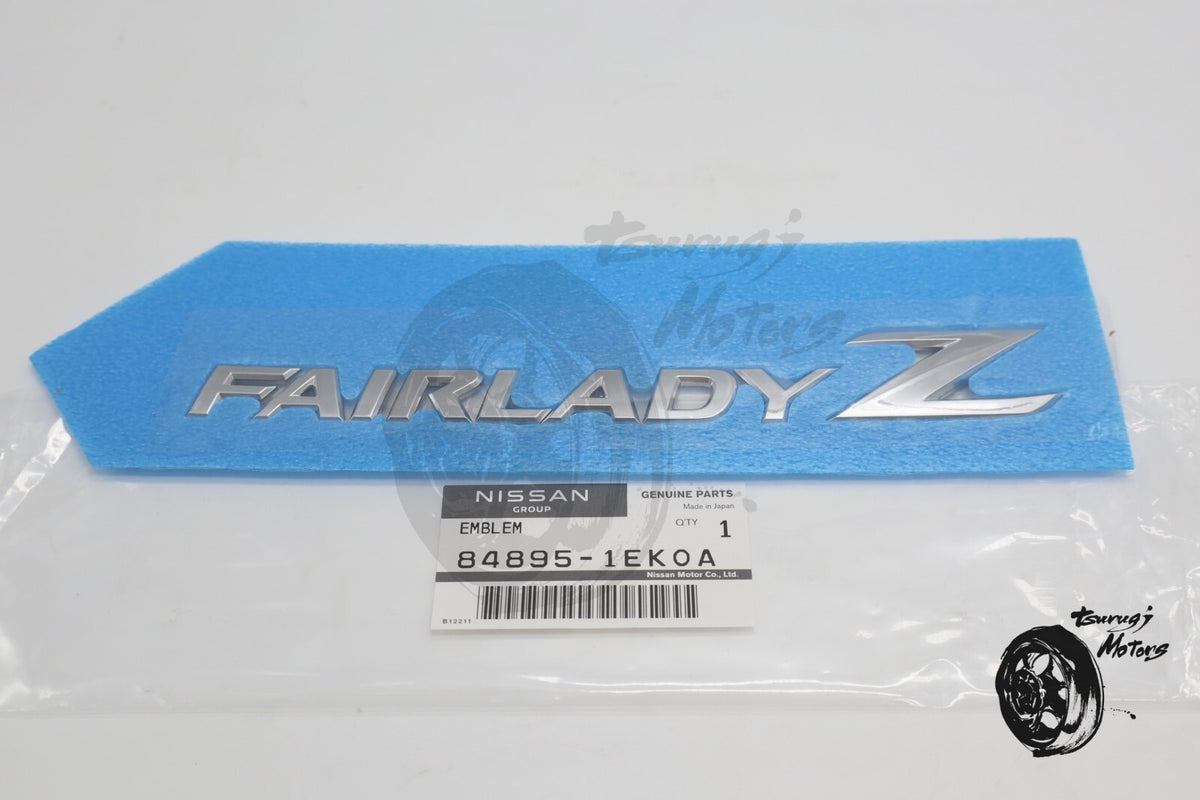 tsurugi
Motors
FAIRLADY Z
NISSAN
GROUP
GENUINE PARTS
Made in Japan
EMBLEM
Q'TY 1
84895-1EK0A
Nissan Motor Co., Ltd.
B12211
tsurugi
Motors